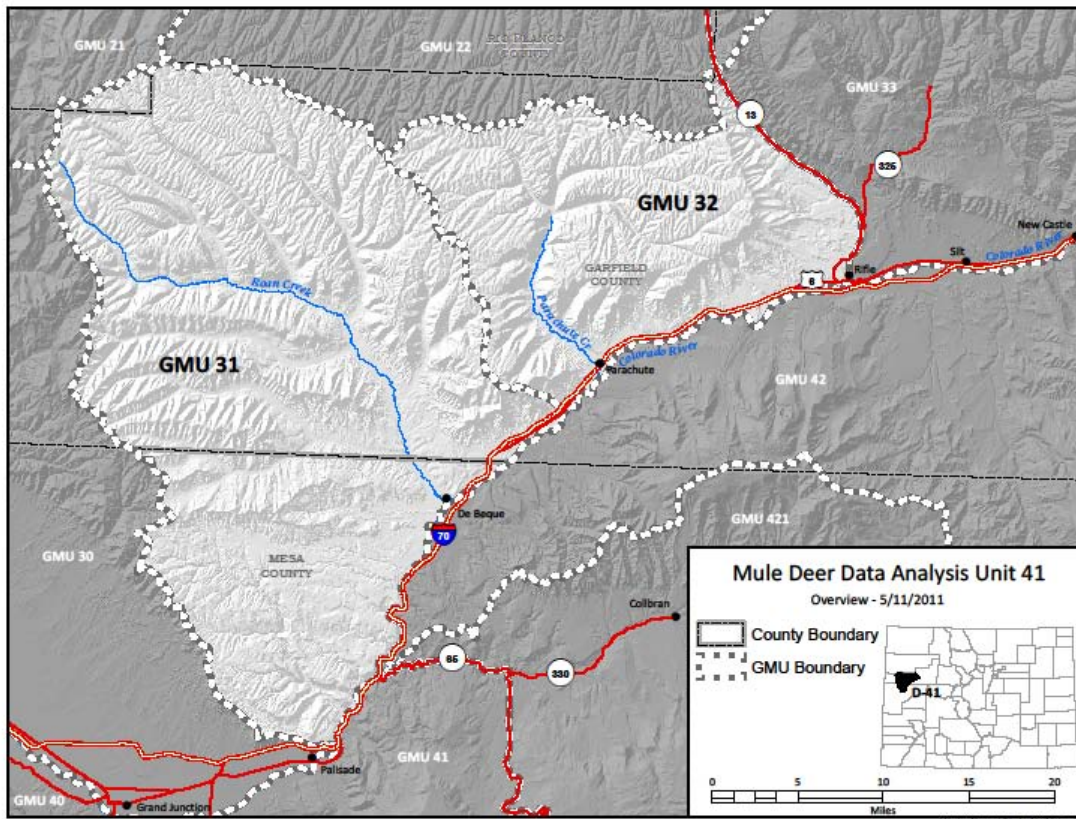 GMU 21
GMU 22
RIO BLANCO
COUNTY
GMU 33
13
325
GMU 32
New Castle
Colorado River
Silt
GARFIELD
COUNTY
Rifle
6
Roan Creek
Parachute Cr
Colorado River
GMU 31
Parachute
GMU 42
De Beque
GMU 421
70
GMU 30
MESA
COUNTY
Collbran
65
330
Palisade
GMU 41
GMU 40
Grand Junction
Mule Deer Data Analysis Unit 41
Overview - 5/11/2011
County Boundary
GMU Boundary
D-41
0 5 10 15 20
Miles